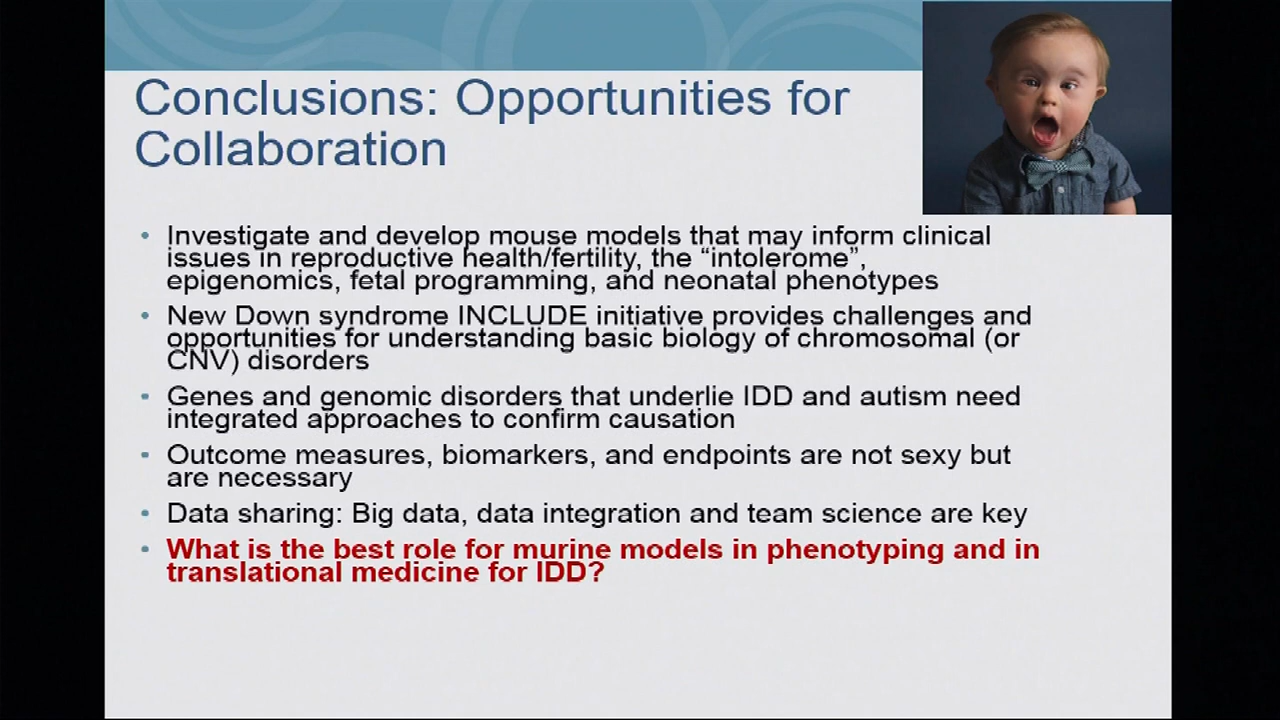 Conclusions: Opportunities for
Collaboration
• Investigate and develop mouse models that may inform clinical
issues in reproductive health/fertility, the “intolerome”,
epigenomics, fetal programming, and neonatal phenotypes
• New Down syndrome INCLUDE initiative provides challenges and
opportunities for understanding basic biology of chromosomal (or
CNV) disorders
• Genes and genomic disorders that underlie IDD and autism need
integrated approaches to confirm causation
• Outcome measures, biomarkers, and endpoints are not sexy but
are necessary
• Data sharing: Big data, data integration and team science are key
• What is the best role for murine models in phenotyping and in
translational medicine for IDD?